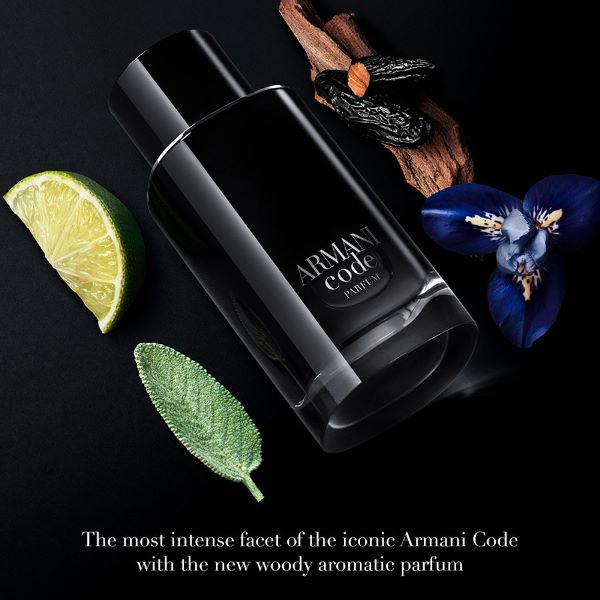 ARMANI
code
PARFUM
The most intense facet of the iconic Armani Code
with the new woody aromatic parfum